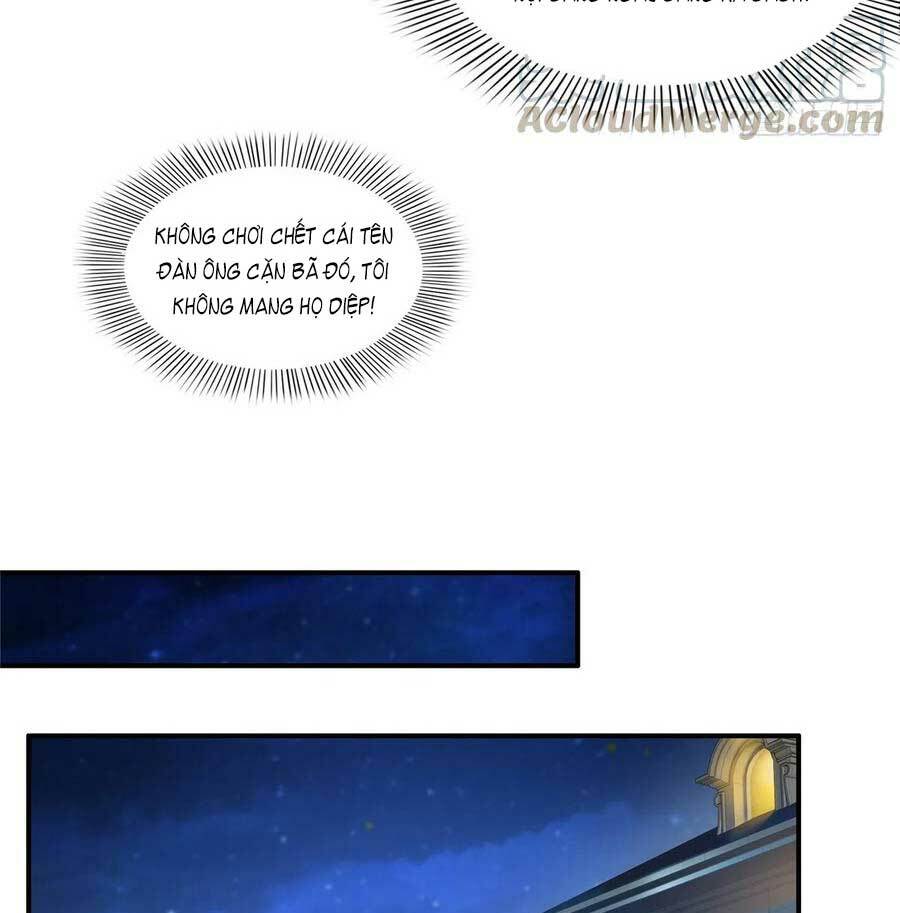 ACloudMerge.com
KHÔNG CHƠI CHẾT CÁI TÊN
ĐÀN ÔNG CẶN BÃ ĐÓ, TÔI
KHÔNG MANG HỌ DIỆP!